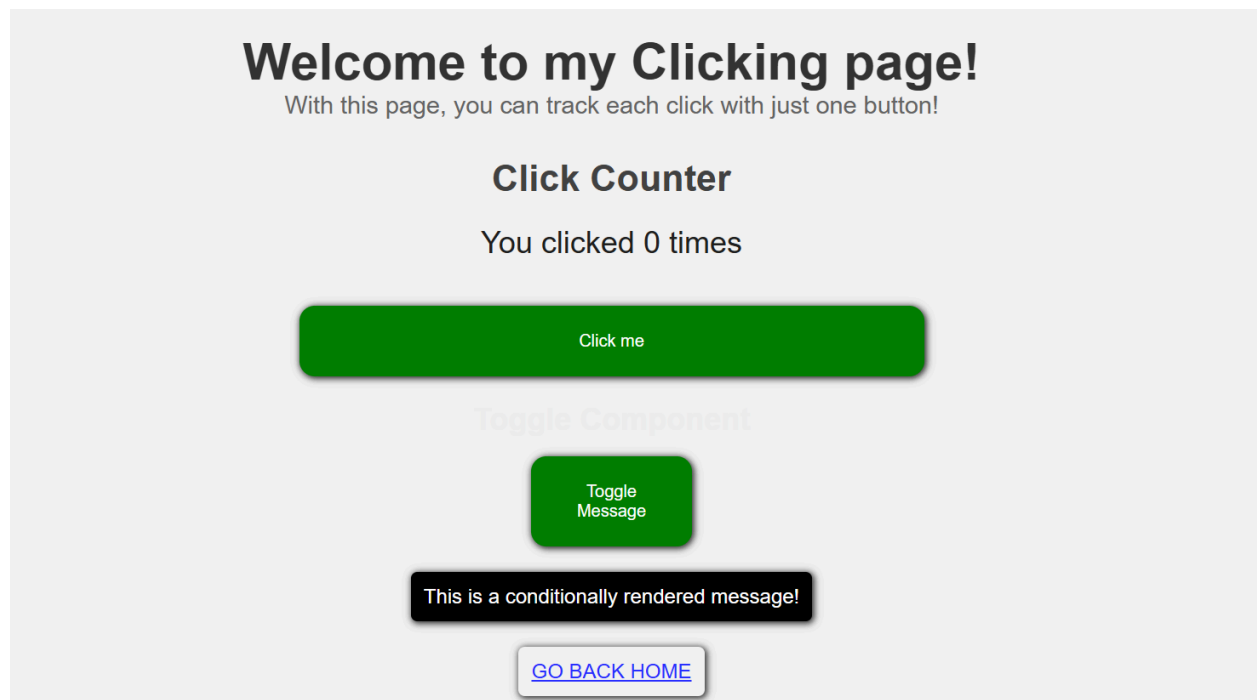 Welcome to my Clicking page!
With this page, you can track each click with just one button!
Click Counter
You clicked 0 times
Click me
Toggle Component
Toggle
Message
This is a conditionally rendered message!
GO BACK HOME